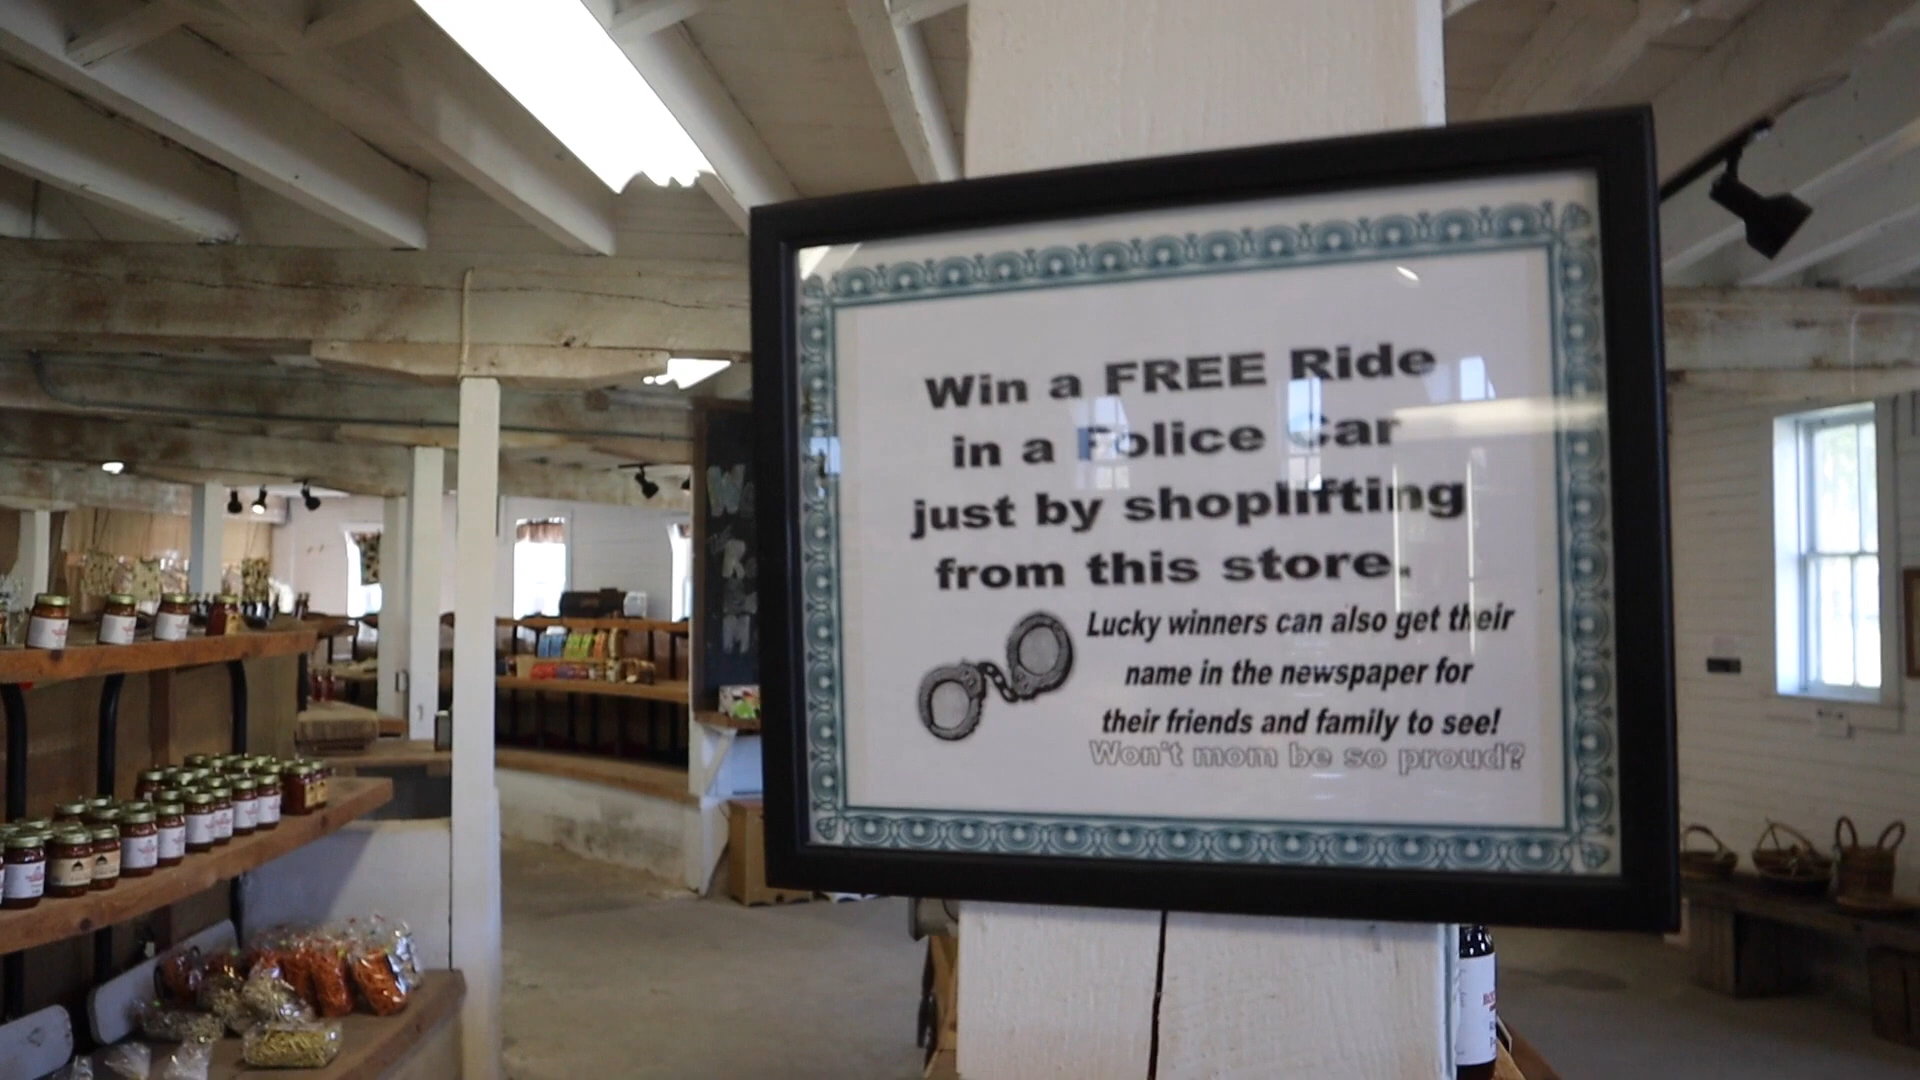 Win a FREE Ride
in a Police Car
just by shoplifting
from this store.
Lucky winners can also get their
name in the newspaper for
their friends and family to see!
Won't mom be so proud?